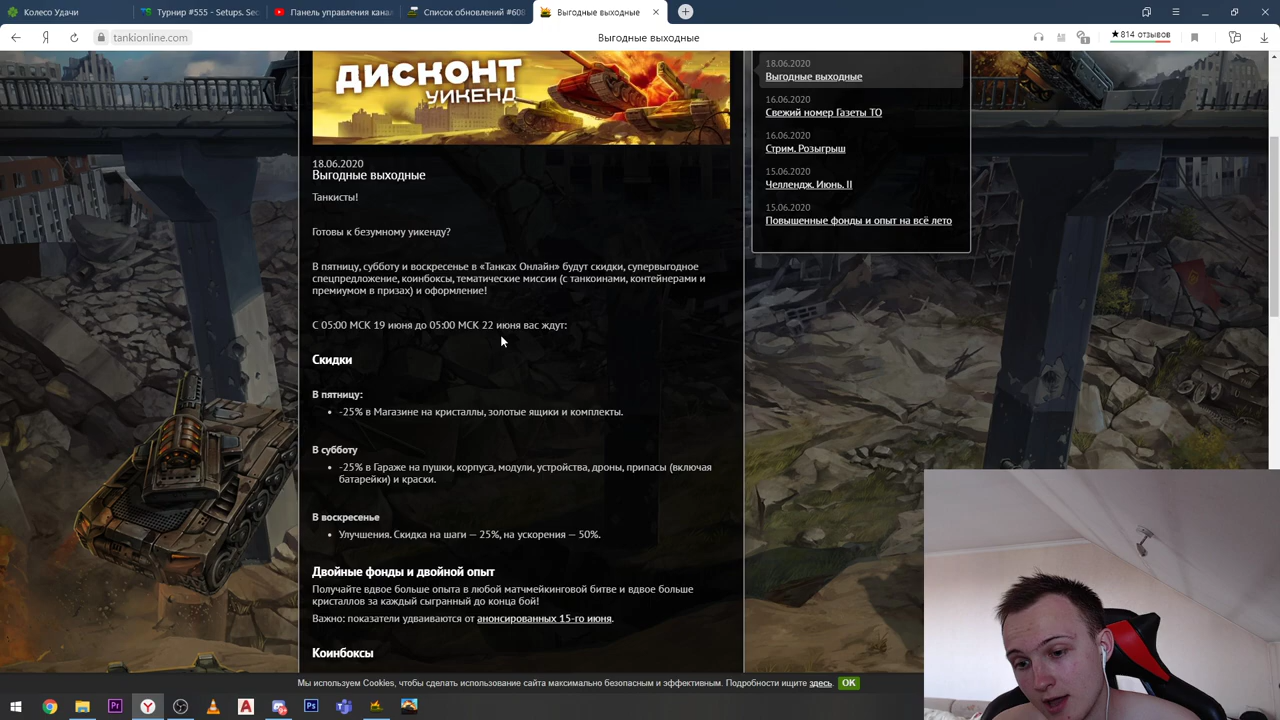 Колесо Удачи
Турнир #555 – Setups. Sec
Панель управления канал
Список обновлений #608
Выгодные выходные
tankionline.com
Выгодные выходные
814 отзывов
ДИСКОНТ
УИКЕНД
18.06.2020
Выгодные выходные
Танкисты!
Готовы к безумному уикенду?
В пятницу, субботу и воскресенье в «Танках Онлайн» будут скидки, супервыгодное
спецпредложение, коинбоксы, тематические миссии (с танкоинами, контейнерами и
премиумом в призах) и оформление!
С 05:00 МСК 19 июня до 05:00 МСК 22 июня вас ждут:
Скидки
В пятницу:
-25% в Магазине на кристаллы, золотые ящики и комплекты.
В субботу
-25% в Гараже на пушки, корпуса, модули, устройства, дроны, припасы (включая
батарейки) и краски.
В воскресенье
Улучшения. Скидка на шаги — 25%, на ускорения — 50%.
Двойные фонды и двойной опыт
Получайте вдвое больше опыта в любой матчмейкинговой битве и вдвое больше
кристаллов за каждый сыгранный до конца бой!
Важно: показатели удваиваются от анонсированных 15-го июня.
Коинбоксы
18.06.2020
Выгодные выходные
16.06.2020
Свежий номер Газеты ТО
16.06.2020
Стрим. Розыгрыш
15.06.2020
Челлендж. Июнь. II
15.06.2020
Повышенные фонды и опыт на всё лето
Мы используем Cookies, чтобы сделать использование сайта максимально безопасным и эффективным. Подробности ищите здесь. OK